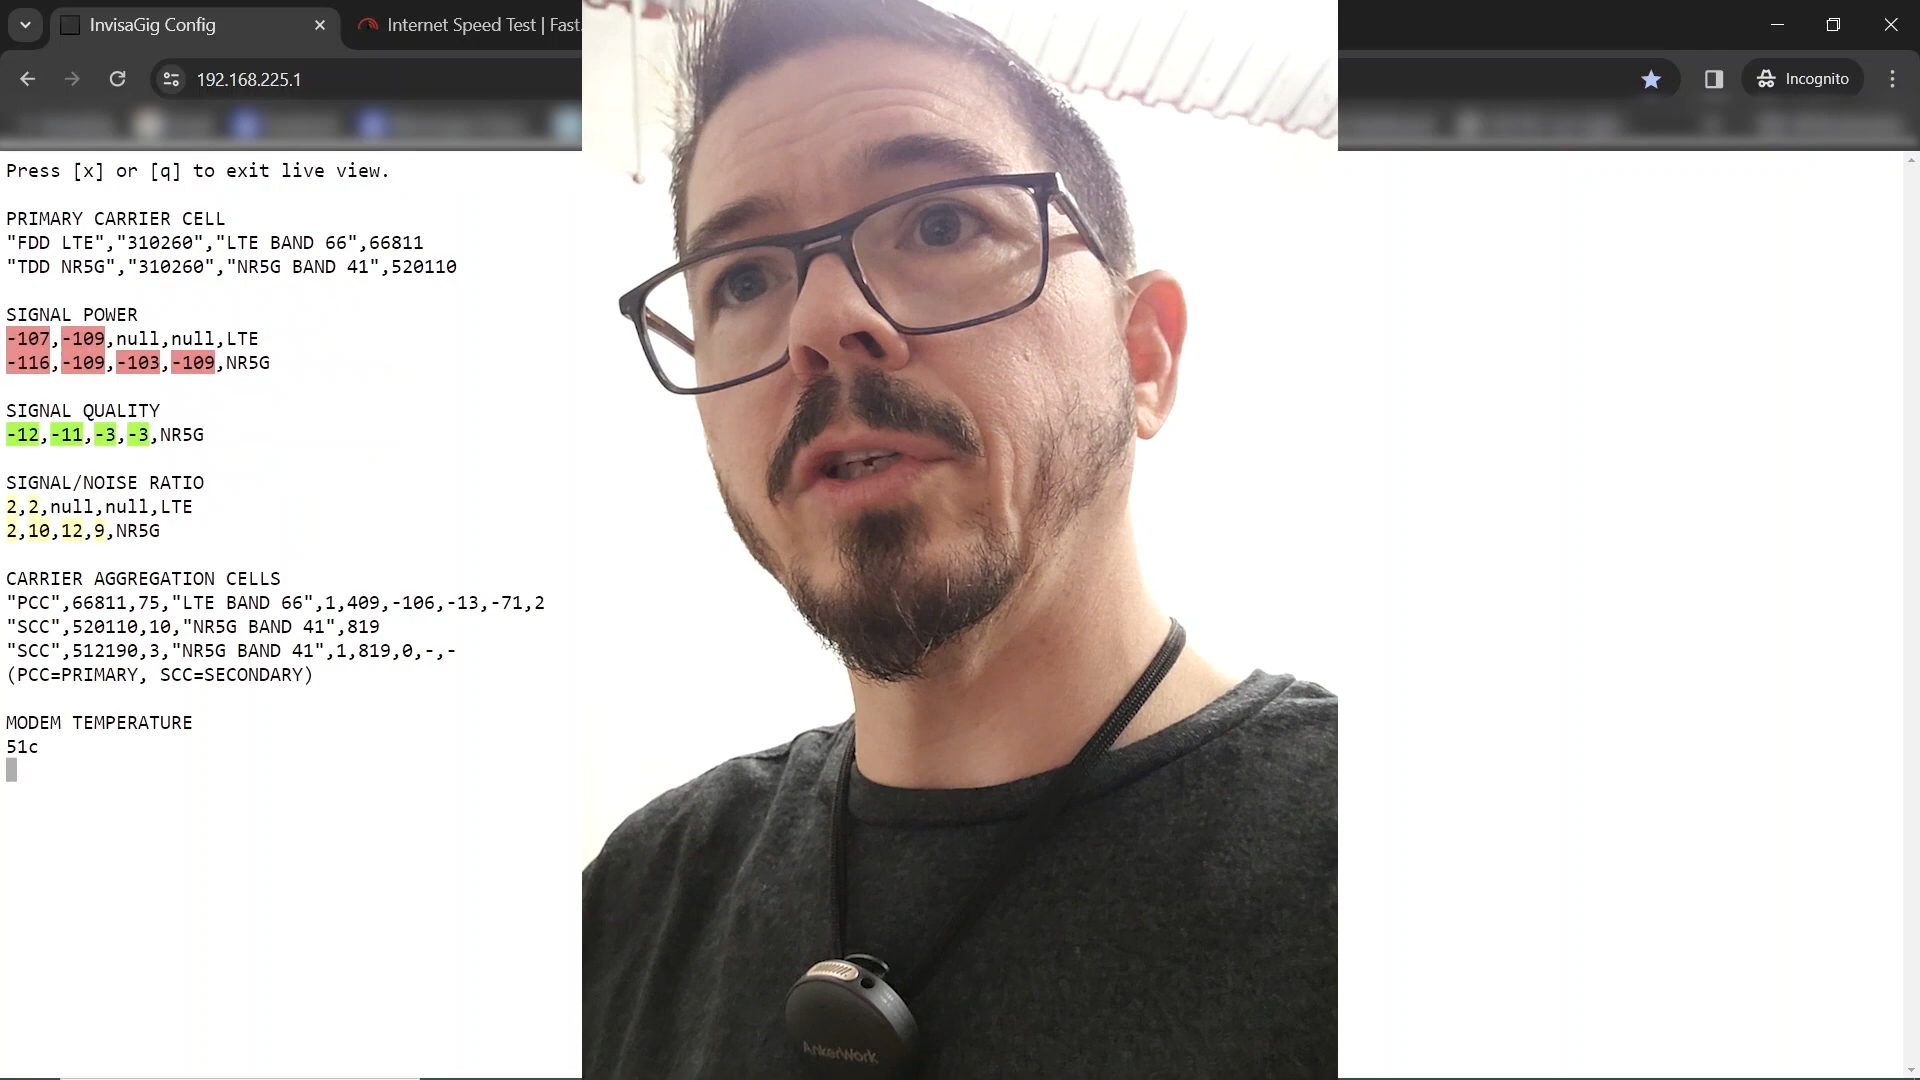 InvisaGig Config
Internet Speed Test | Fast.
192.168.225.1
Incognito
Press [x] or [q] to exit live view.
PRIMARY CARRIER CELL
"FDD LTE","310260","LTE BAND 66",66811
"TDD NR5G","310260","NR5G BAND 41",520110
SIGNAL POWER
-107,-109,null,null,LTE
-116,-109,-103,-109,NR5G
SIGNAL QUALITY
-12,-11,-3,-3,NR5G
SIGNAL/NOISE RATIO
2,2,null,null,LTE
2,10,12,9,NR5G
CARRIER AGGREGATION CELLS
"PCC",66811,75,"LTE BAND 66",1,409,-106,-13,-71,2
"SCC",520110,10,"NR5G BAND 41",819
"SCC",512190,3,"NR5G BAND 41",1,819,0,-,-
(PCC=PRIMARY, SCC=SECONDARY)
MODEM TEMPERATURE
51c
AnkerWork